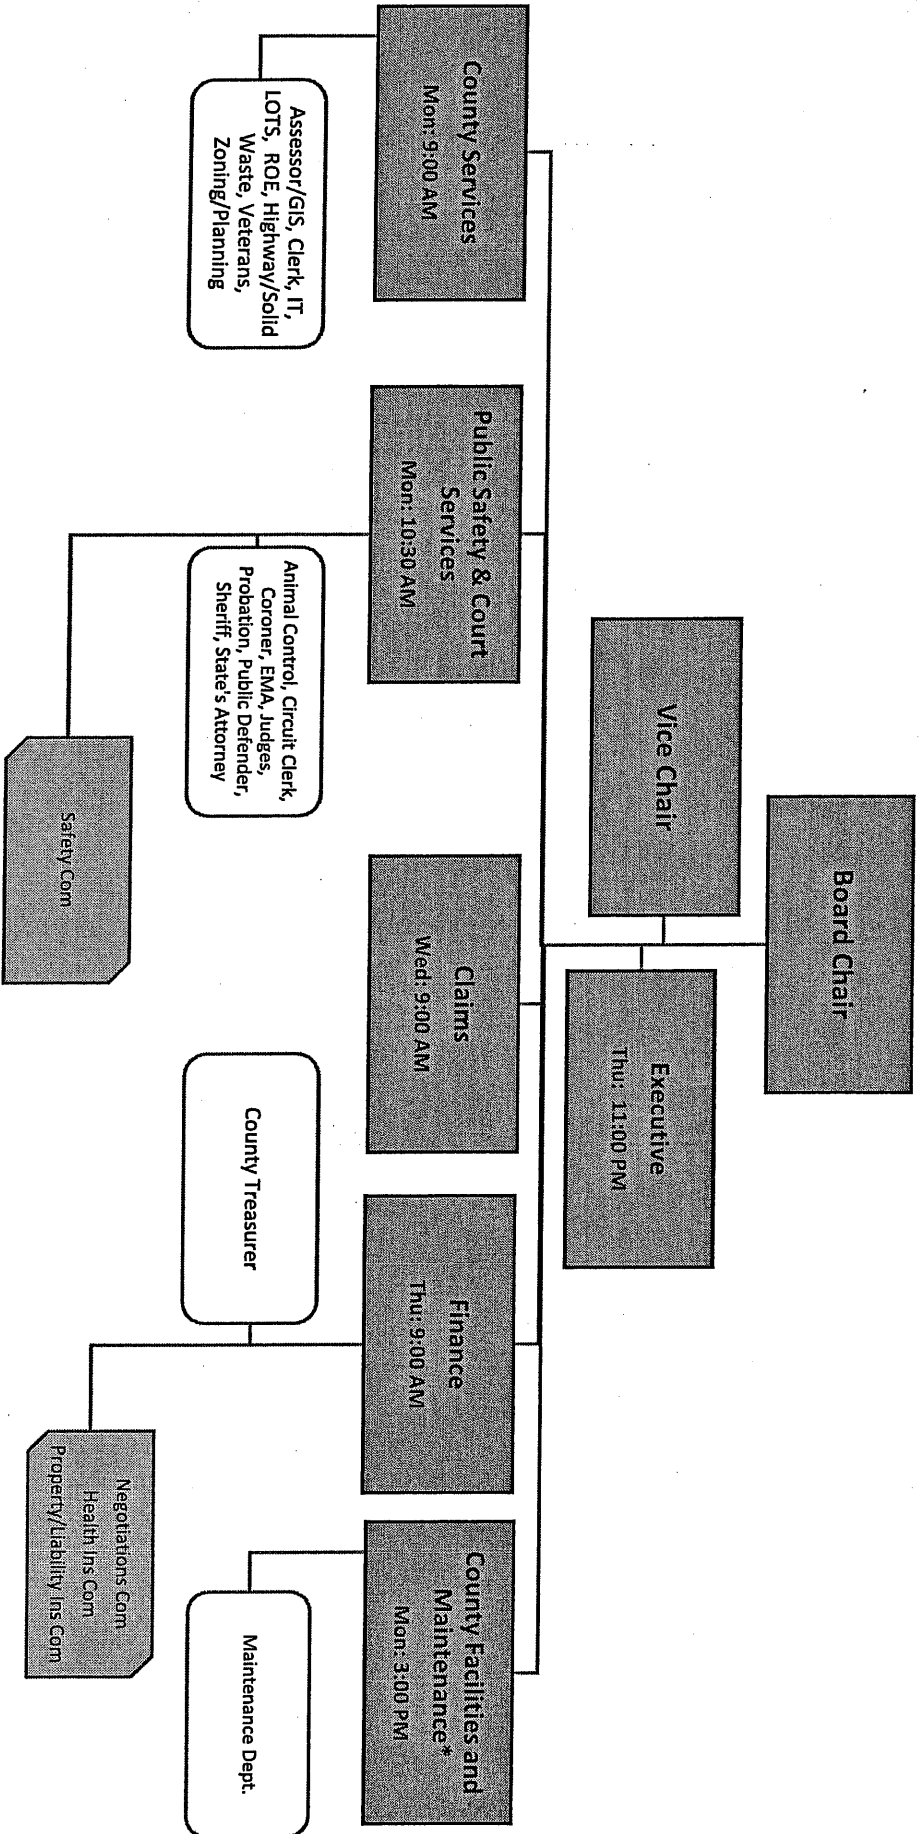 Board Chair
Vice Chair
Executive
Thu:  11:00 PM
County Services
Mon: 9:00 AM
Public Safety & Court
Services
Mon: 10:30 AM
Claims
Wed: 9:00 AM
Finance
Thu: 9:00 AM
County Facilities and
Maintenance*
Mon: 3:00 PM
Assessor/GIS, Clerk, IT,
LOTS,  ROE, Highway/Solid
Waste, Veterans,
Zoning/Planning
Animal Control, Circuit Clerk,
Coroner, EMA, Judges,
Probation, Public Defender,
Sheriff, State's Attorney
County Treasurer
Maintenance Dept.
Safety Com
Negotiations Com
Health Ins Com
Property/Liability Ins Com